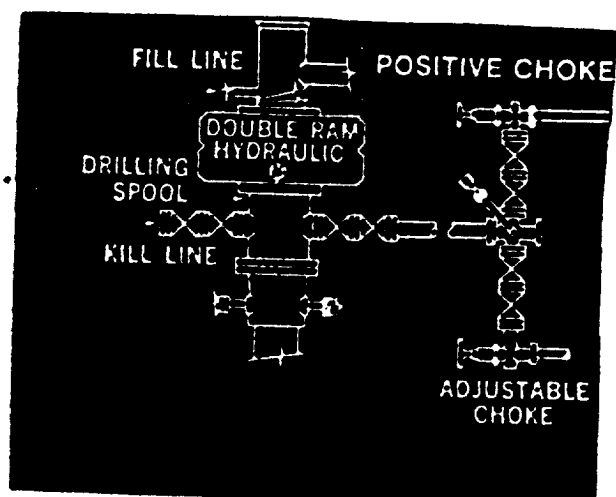 FILL LINE
POSITIVE CHOKE
DOUBLE RAM
HYDRAULIC
DRILLING
SPOOL
KILL LINE
ADJUSTABLE
CHOKE